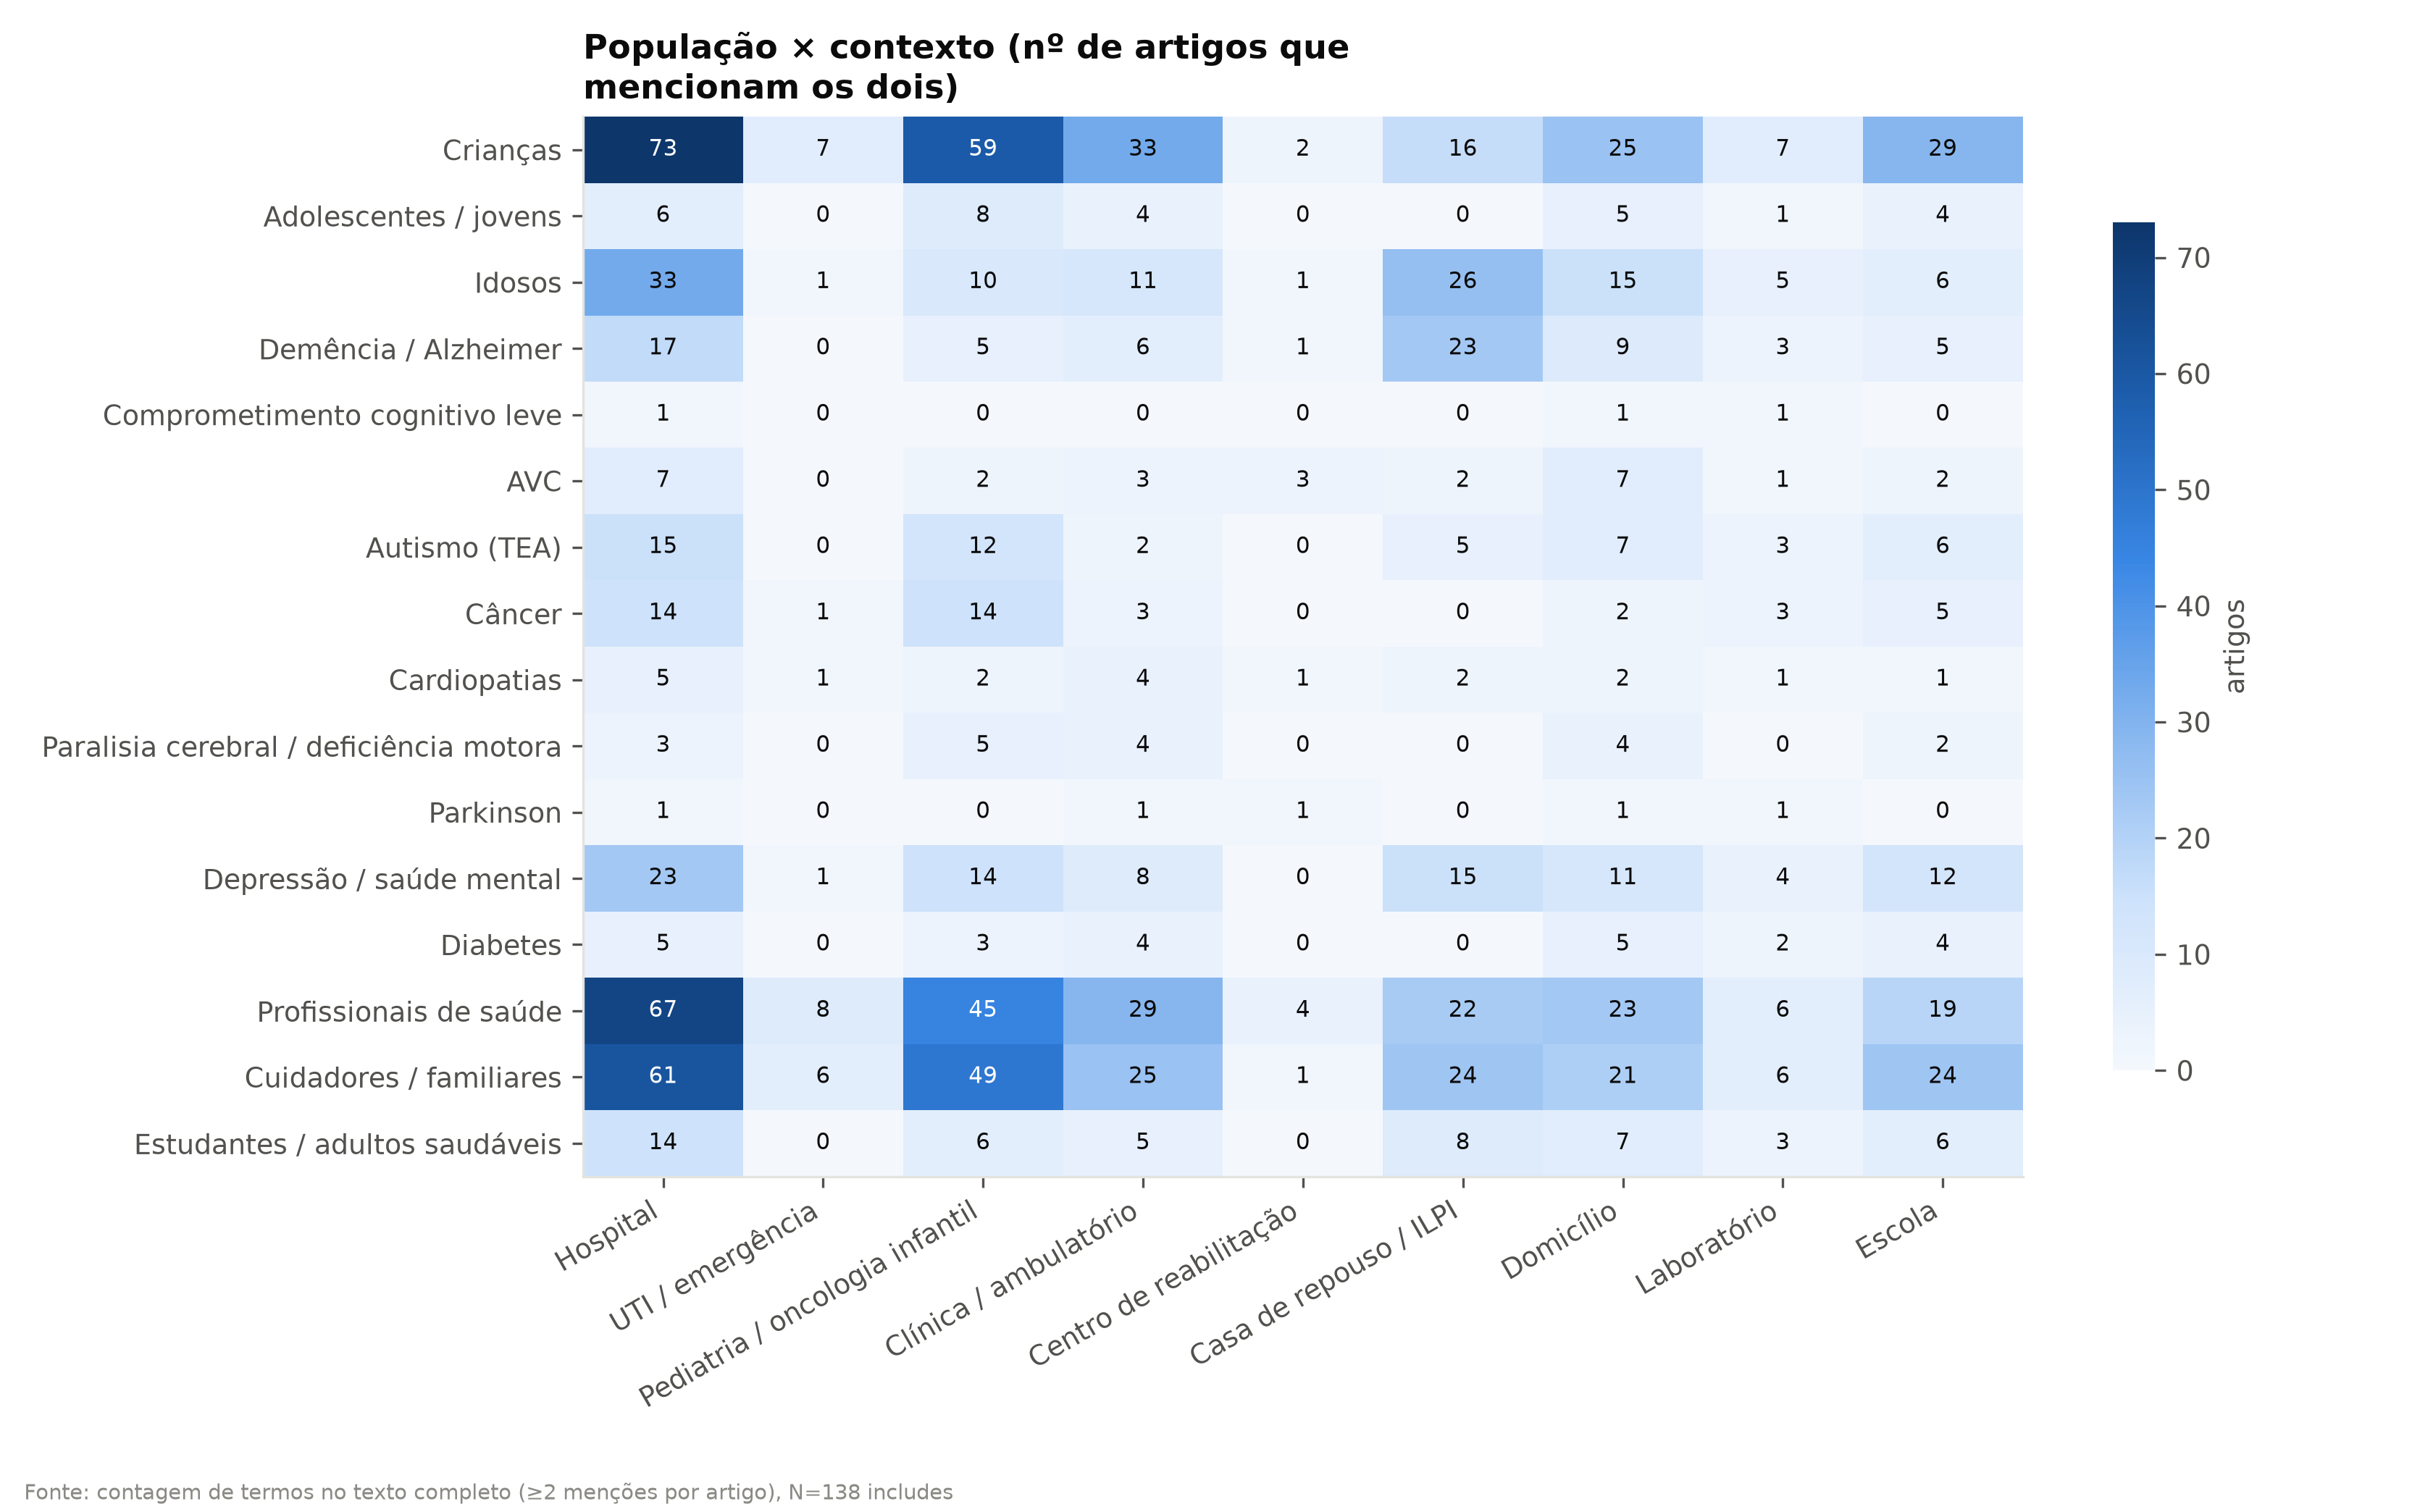 População × contexto (nº de artigos que
mencionam os dois)
Crianças 73 7 59 33 2 16 25 7 29
Adolescentes / jovens 6 0 8 4 0 0 5 1 4
Idosos 33 1 10 11 1 26 15 5 6
Demência / Alzheimer 17 0 5 6 1 23 9 3 5
Comprometimento cognitivo leve 1 0 0 0 0 0 1 1 0
AVC 7 0 2 3 3 2 7 1 2
Autismo (TEA) 15 0 12 2 0 5 7 3 6
Câncer 14 1 14 3 0 0 2 3 5
Cardiopatias 5 1 2 4 1 2 2 1 1
Paralisia cerebral / deficiência motora 3 0 5 4 0 0 4 0 2
Parkinson 1 0 0 1 1 0 1 1 0
Depressão / saúde mental 23 1 14 8 0 15 11 4 12
Diabetes 5 0 3 4 0 0 5 2 4
Profissionais de saúde 67 8 45 29 4 22 23 6 19
Cuidadores / familiares 61 6 49 25 1 24 21 6 24
Estudantes / adultos saudáveis 14 0 6 5 0 8 7 3 6
Hospital
UTI / emergência
Pediatria / oncologia infantil
Clínica / ambulatório
Centro de reabilitação
Casa de repouso / ILPI
Domicílio
Laboratório
Escola
70
60
50
40
30
20
10
0
artigos
Fonte: contagem de termos no texto completo (≥2 menções por artigo), N=138 includes